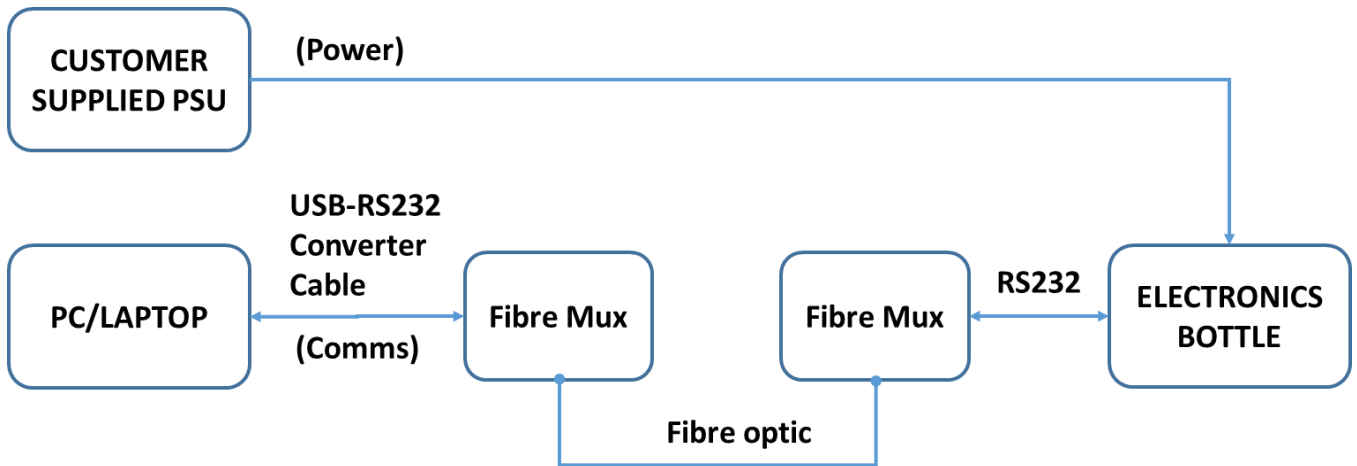 CUSTOMER
SUPPLIED PSU
(Power)
USB-RS232
Converter
Cable
PC/LAPTOP
(Comms)
Fibre Mux
Fibre Mux
RS232
ELECTRONICS
BOTTLE
Fibre optic